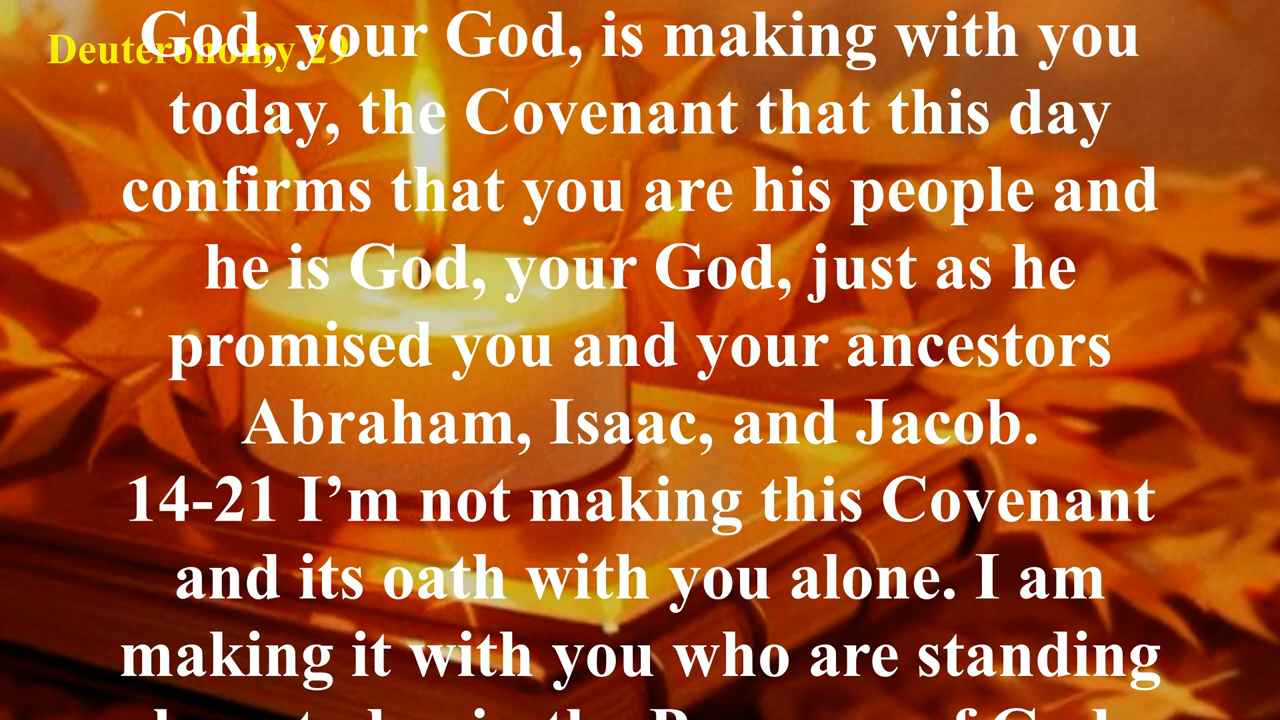 Deuteronomy 29
God, your God, is making with you
today, the Covenant that this day
confirms that you are his people and
he is God, your God, just as he
promised you and your ancestors
Abraham, Isaac, and Jacob.
14-21 I’m not making this Covenant
and its oath with you alone. I am
making it with you who are standing